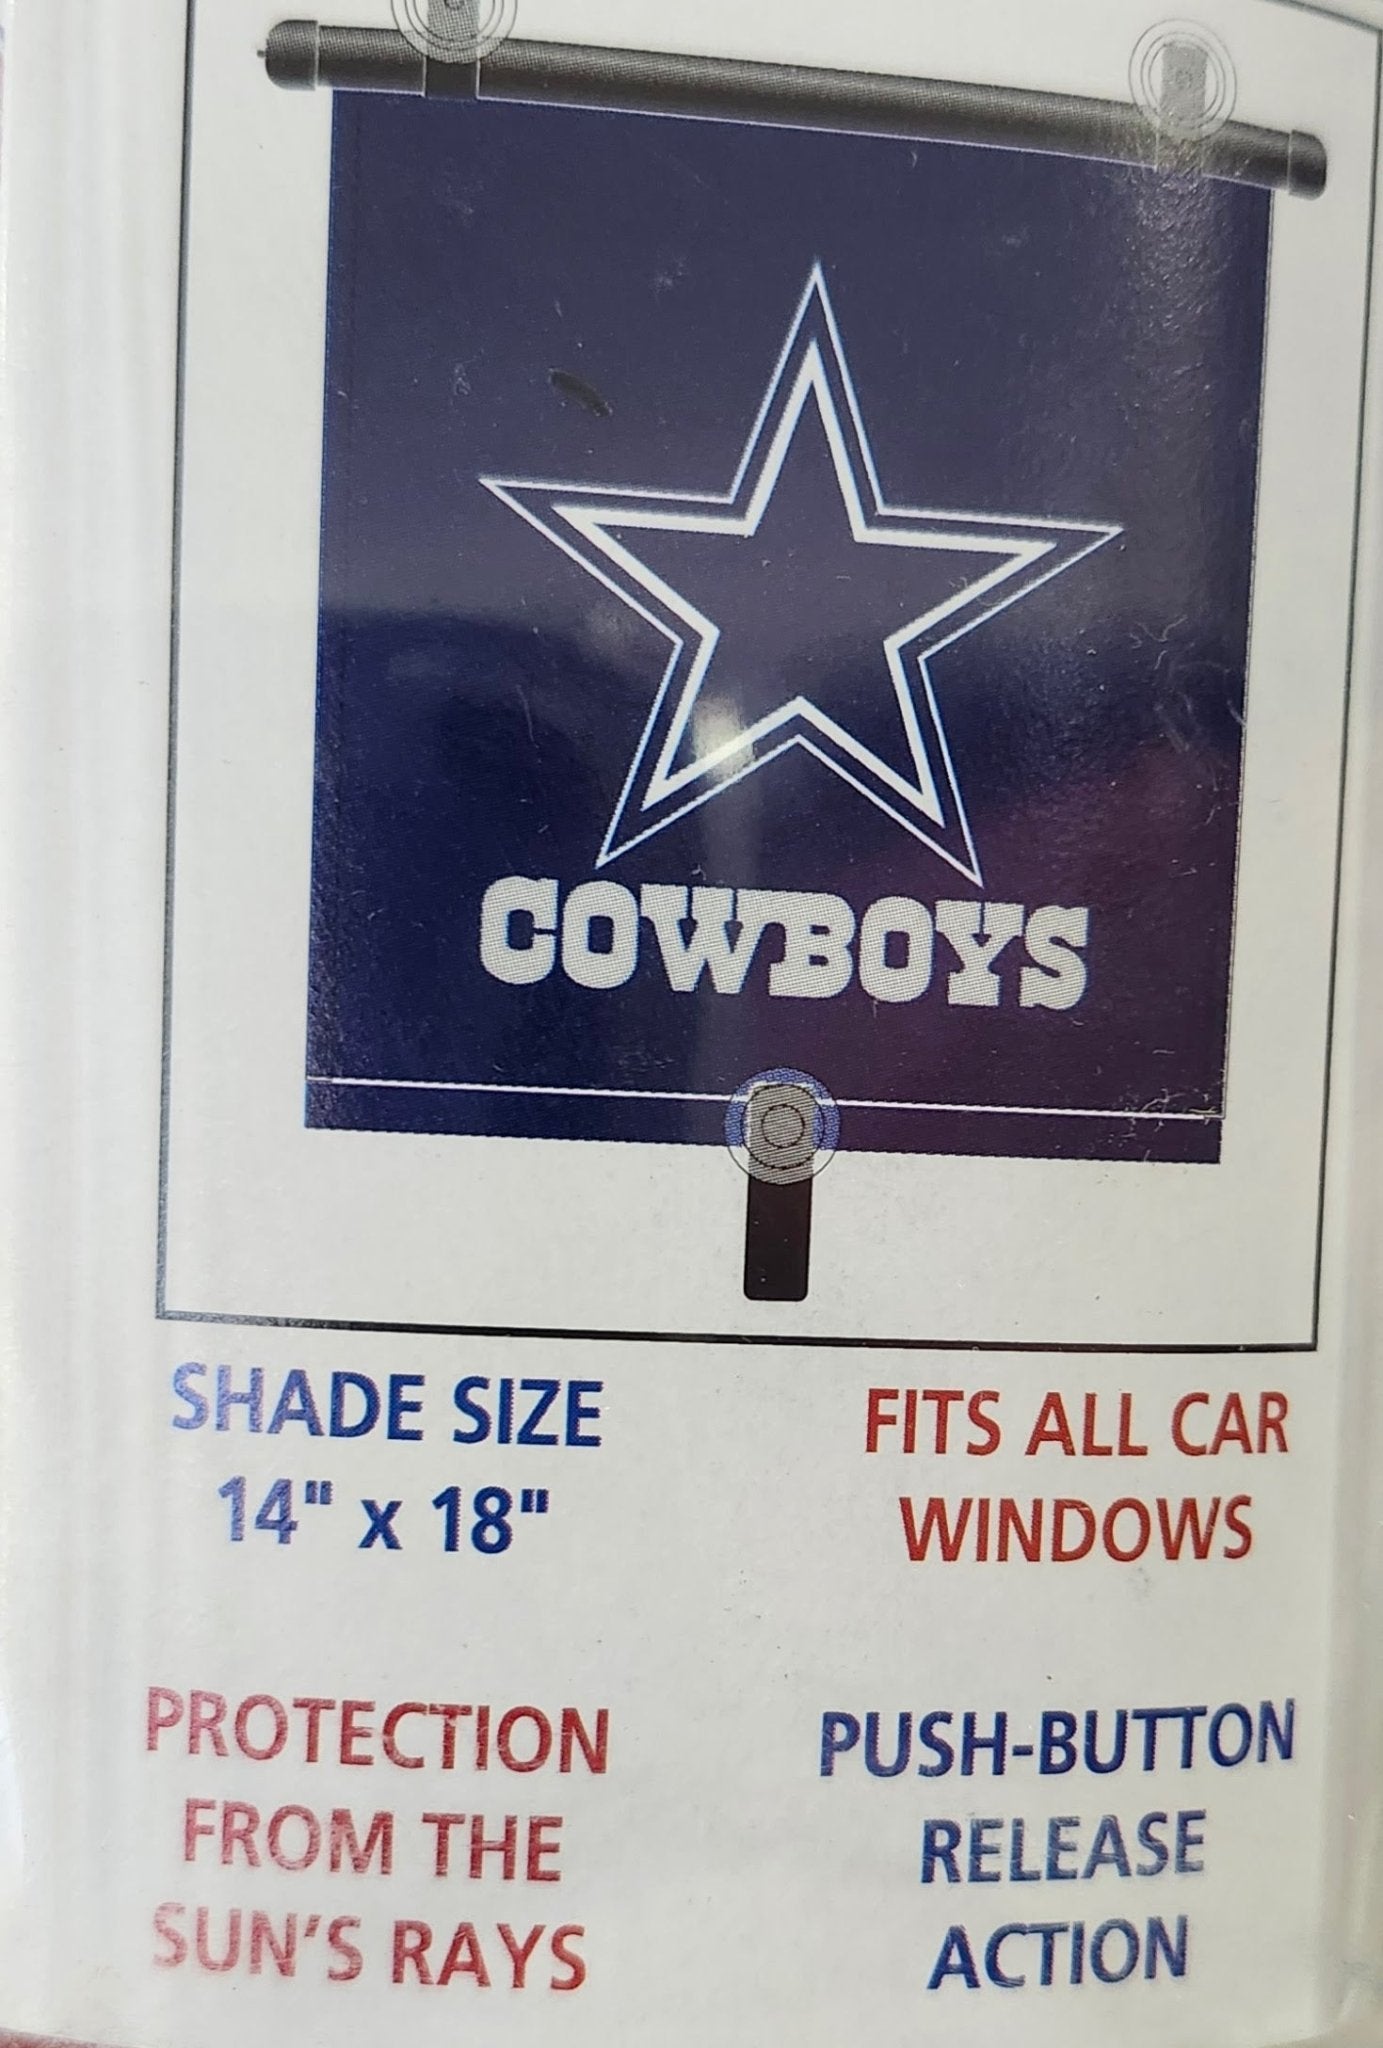 COWBOYS
SHADE SIZE
14" x 18"
FITS ALL CAR
WINDOWS
PROTECTION
FROM THE
SUN'S RAYS
PUSH-BUTTON
RELEASE
ACTION